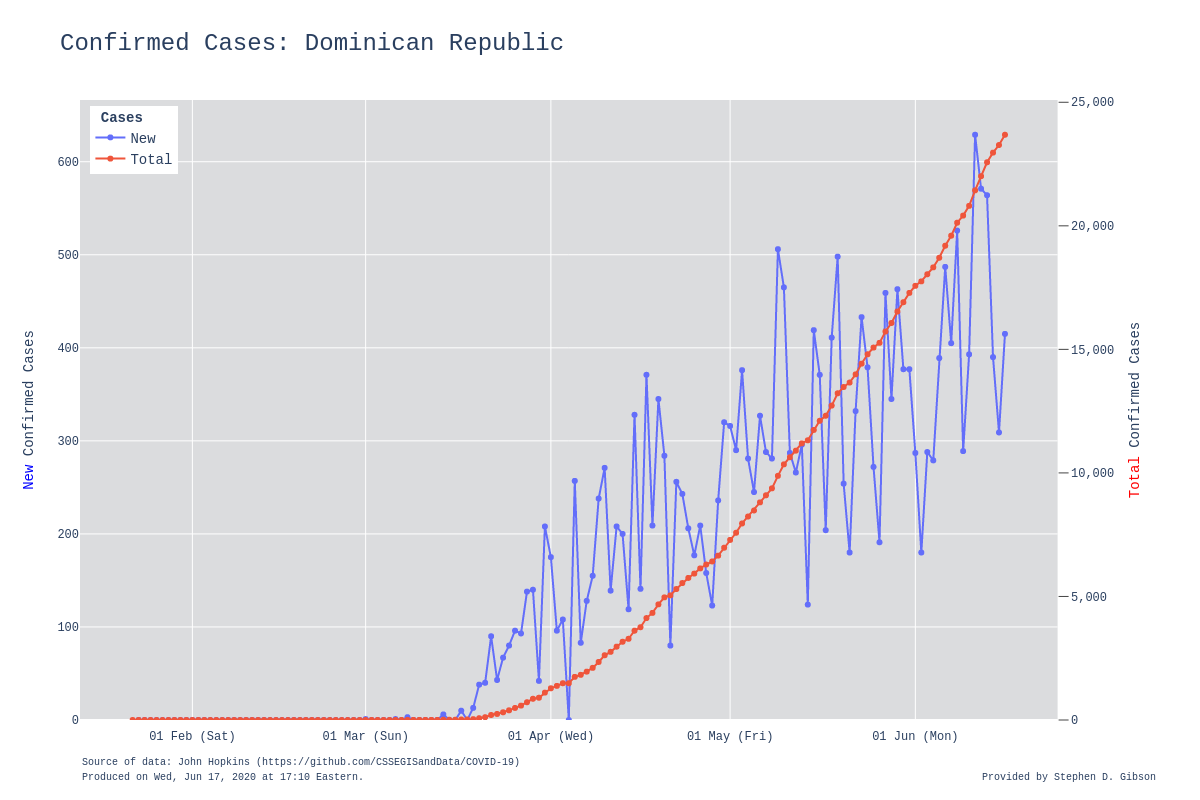 Confirmed Cases: Dominican Republic
Cases
New
Total
600
500
400
300
200
100
0
25,000
20,000
15,000
10,000
5,000
0
New Confirmed Cases
Total Confirmed Cases
01 Feb (Sat)
01 Mar (Sun)
01 Apr (Wed)
01 May (Fri)
01 Jun (Mon)
Source of data: John Hopkins (https://github.com/CSSEGISandData/COVID-19)
Produced on Wed, Jun 17, 2020 at 17:10 Eastern.
Provided by Stephen D. Gibson